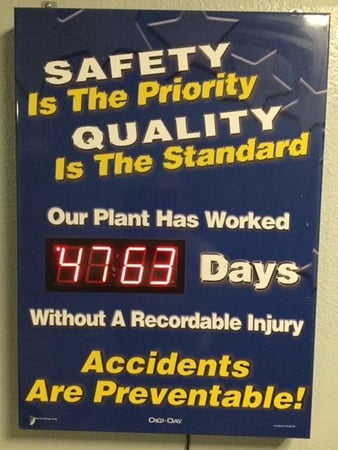 SAFETY
Is The Priority
QUALITY
Is The Standard
Our Plant Has Worked
4763 Days
Without A Recordable Injury
Accidents
Are Preventable!
DIGI-DAY